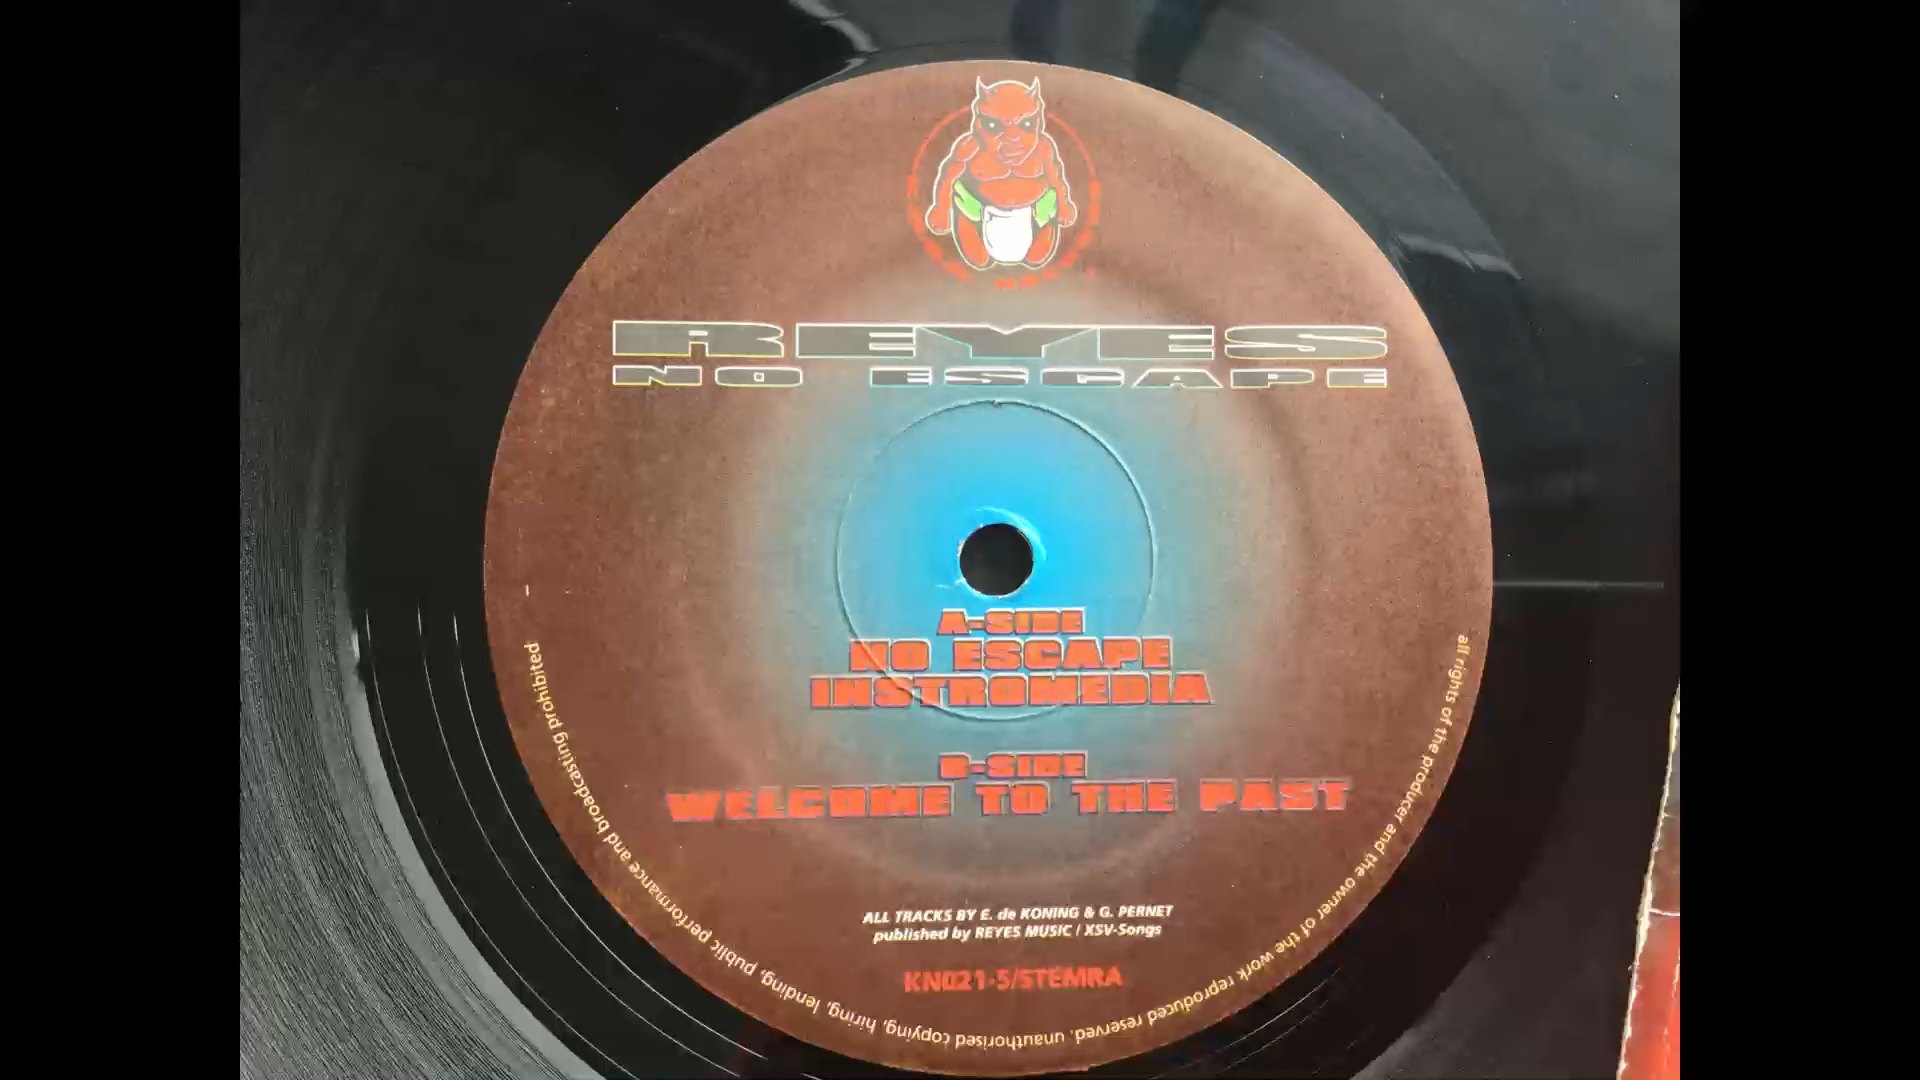 REYES
NO ESCAPE
A-SIDE
NO ESCAPE
INSTROMEDIA
B-SIDE
WELCOME TO THE PAST
ALL TRACKS BY E. de KONING & G. PERNET
published by REYES MUSIC / XSV-Songs
KN021-5/STEMRA
all rights of the producer and the owner of the work reproduced reserved. unauthorised copying, hiring, lending, public performance and broadcasting prohibited